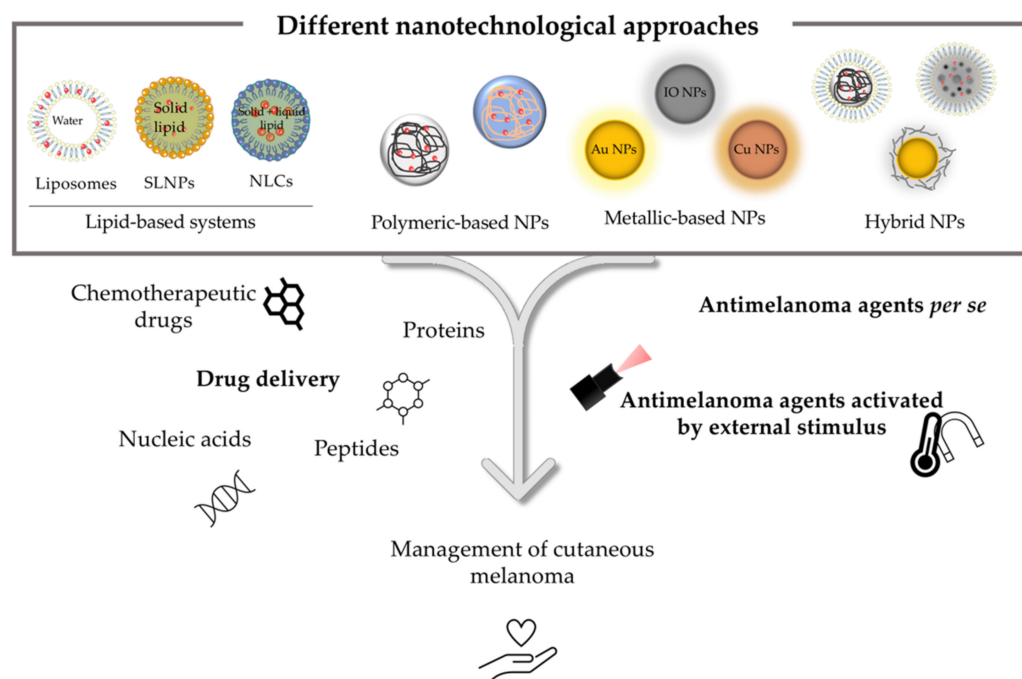 Different nanotechnological approaches
Water
Solid
lipid
Solid + liquid
lipid
Liposomes
SLNPs
NLCs
Lipid-based systems
Polymeric-based NPs
IO NPs
Au NPs
Cu NPs
Metallic-based NPs
Hybrid NPs
Chemotherapeutic
drugs
Proteins
Drug delivery
Nucleic acids
Peptides
Antimelanoma agents per se
Antimelanoma agents activated
by external stimulus
Management of cutaneous
melanoma